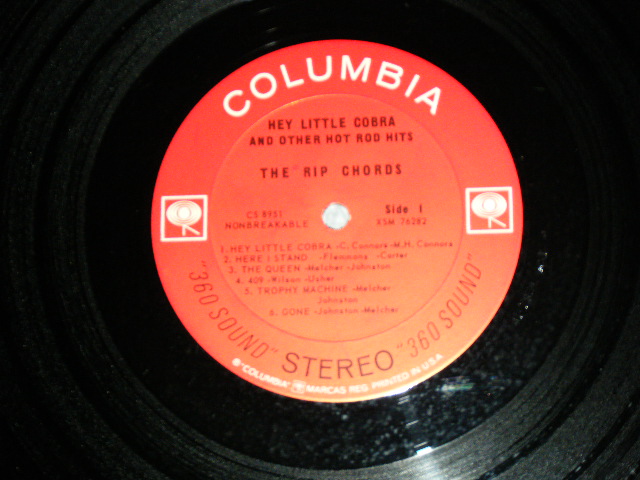 COLUMBIA
HEY LITTLE COBRA
AND OTHER HOT ROD HITS
THE RIP CHORDS
CS 8951
NONBREAKABLE
Side 1
XSM 76282
1. HEY LITTLE COBRA -C. Connors-M.H. Connors
2. HERE I STAND -Flemmons -Carter
3. THE QUEEN -Melcher-Johnston
4. 409 -Wilson-Usher
5. TROPHY MACHINE -Melcher
Johnston
6. GONE -Johnston-Melcher
"360 SOUND" STEREO "360 SOUND"
® "COLUMBIA" MARCAS REG. PRINTED IN U.S.A.